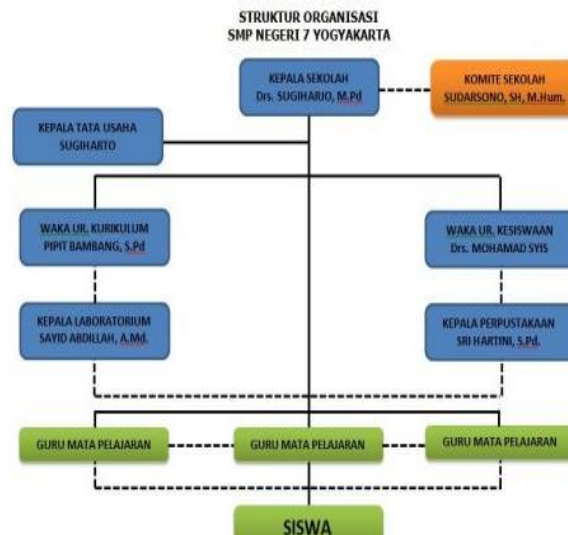 STRUKTUR ORGANISASI
SMP NEGERI 7 YOGYAKARTA
KEPALA SEKOLAH
Drs. SUGIHARJO, M.Pd
KOMITE SEKOLAH
SUDARSONO, SH, M.Hum.
KEPALA TATA USAHA
SUGIHARTO
WAKA UR. KURIKULUM
PIPIT BAMBANG, S.Pd
WAKA UR. KESISWAAN
Drs. MOHAMAD SYIS
KEPALA LABORATORIUM
SAYID ABDILLAH, A.Md.
KEPALA PERPUSTAKAAN
SRI HARTINI, S.Pd.
GURU MATA PELAJARAN
GURU MATA PELAJARAN
GURU MATA PELAJARAN
SISWA